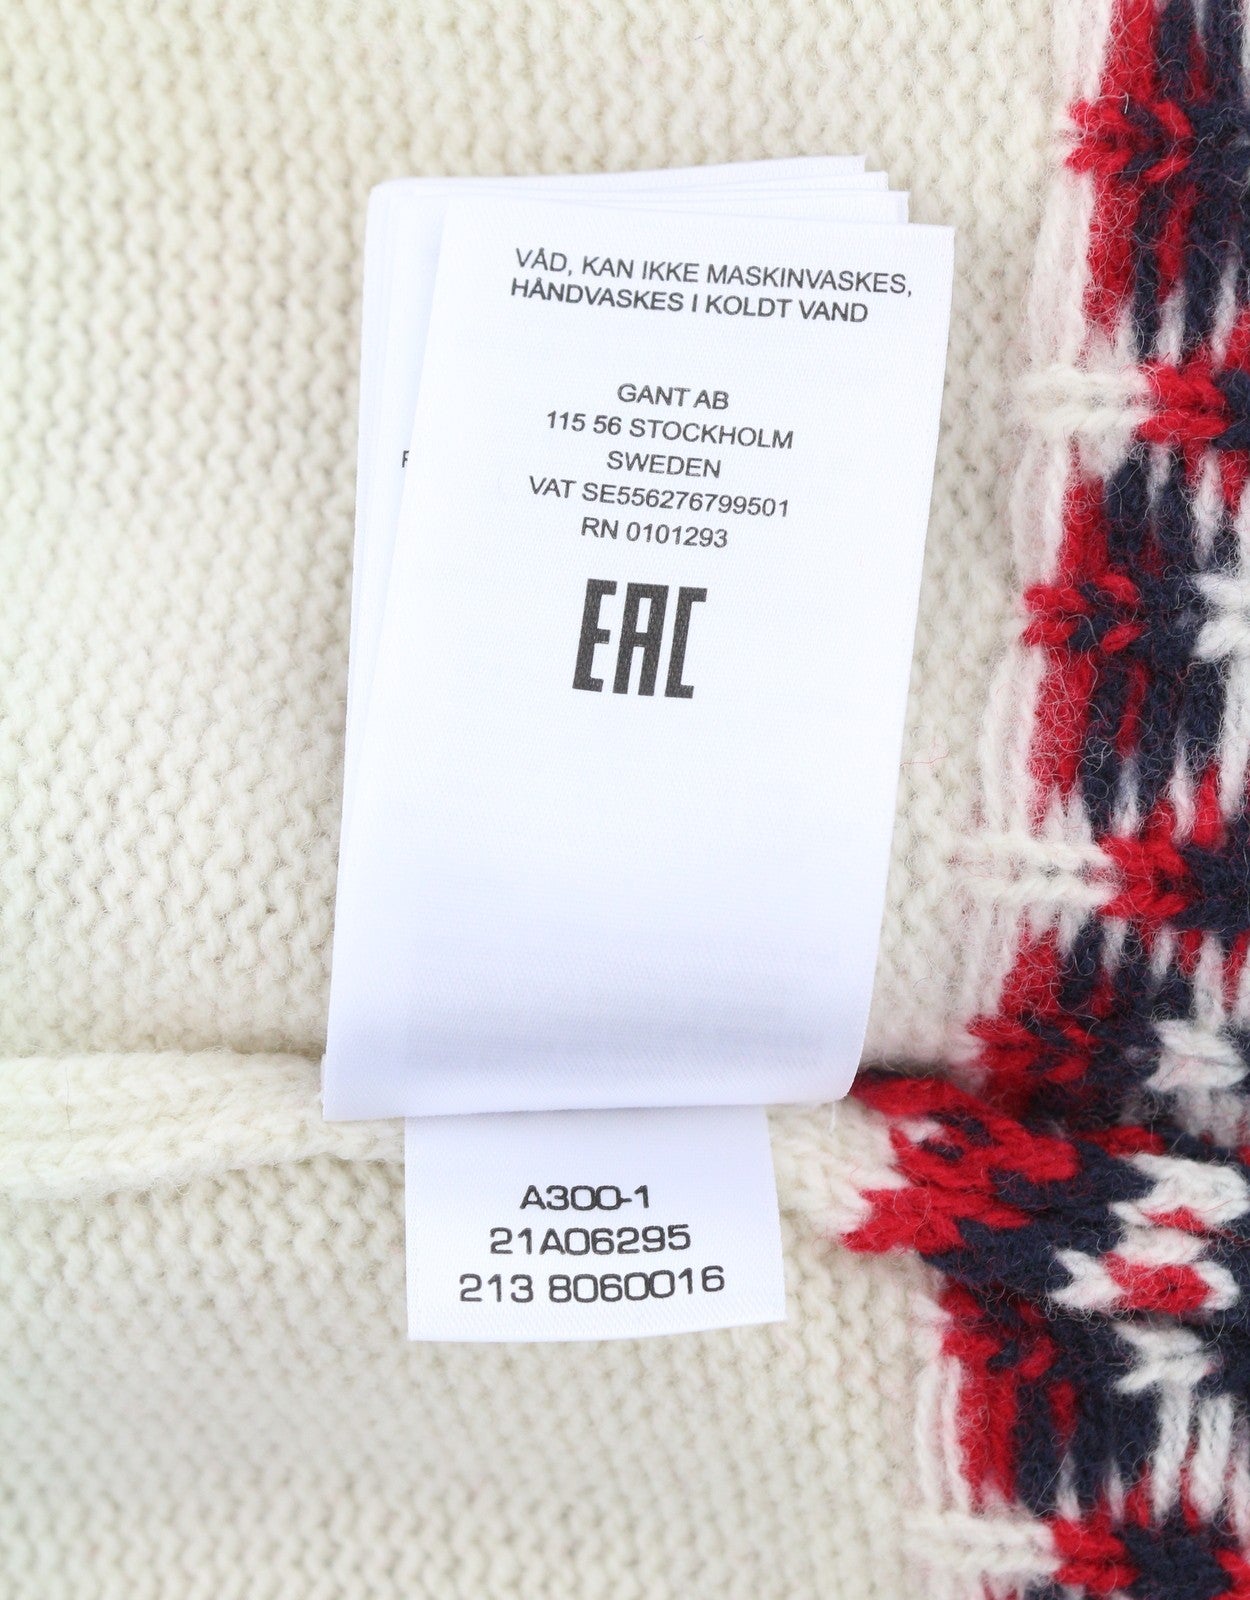 VÅD, KAN IKKE MASKINVASKES,
HÅNDVASKES I KOLDT VAND
GANT AB
115 56 STOCKHOLM
SWEDEN
VAT SE556276799501
RN 0101293
EAC
A300-1
21A06295
213 8060016